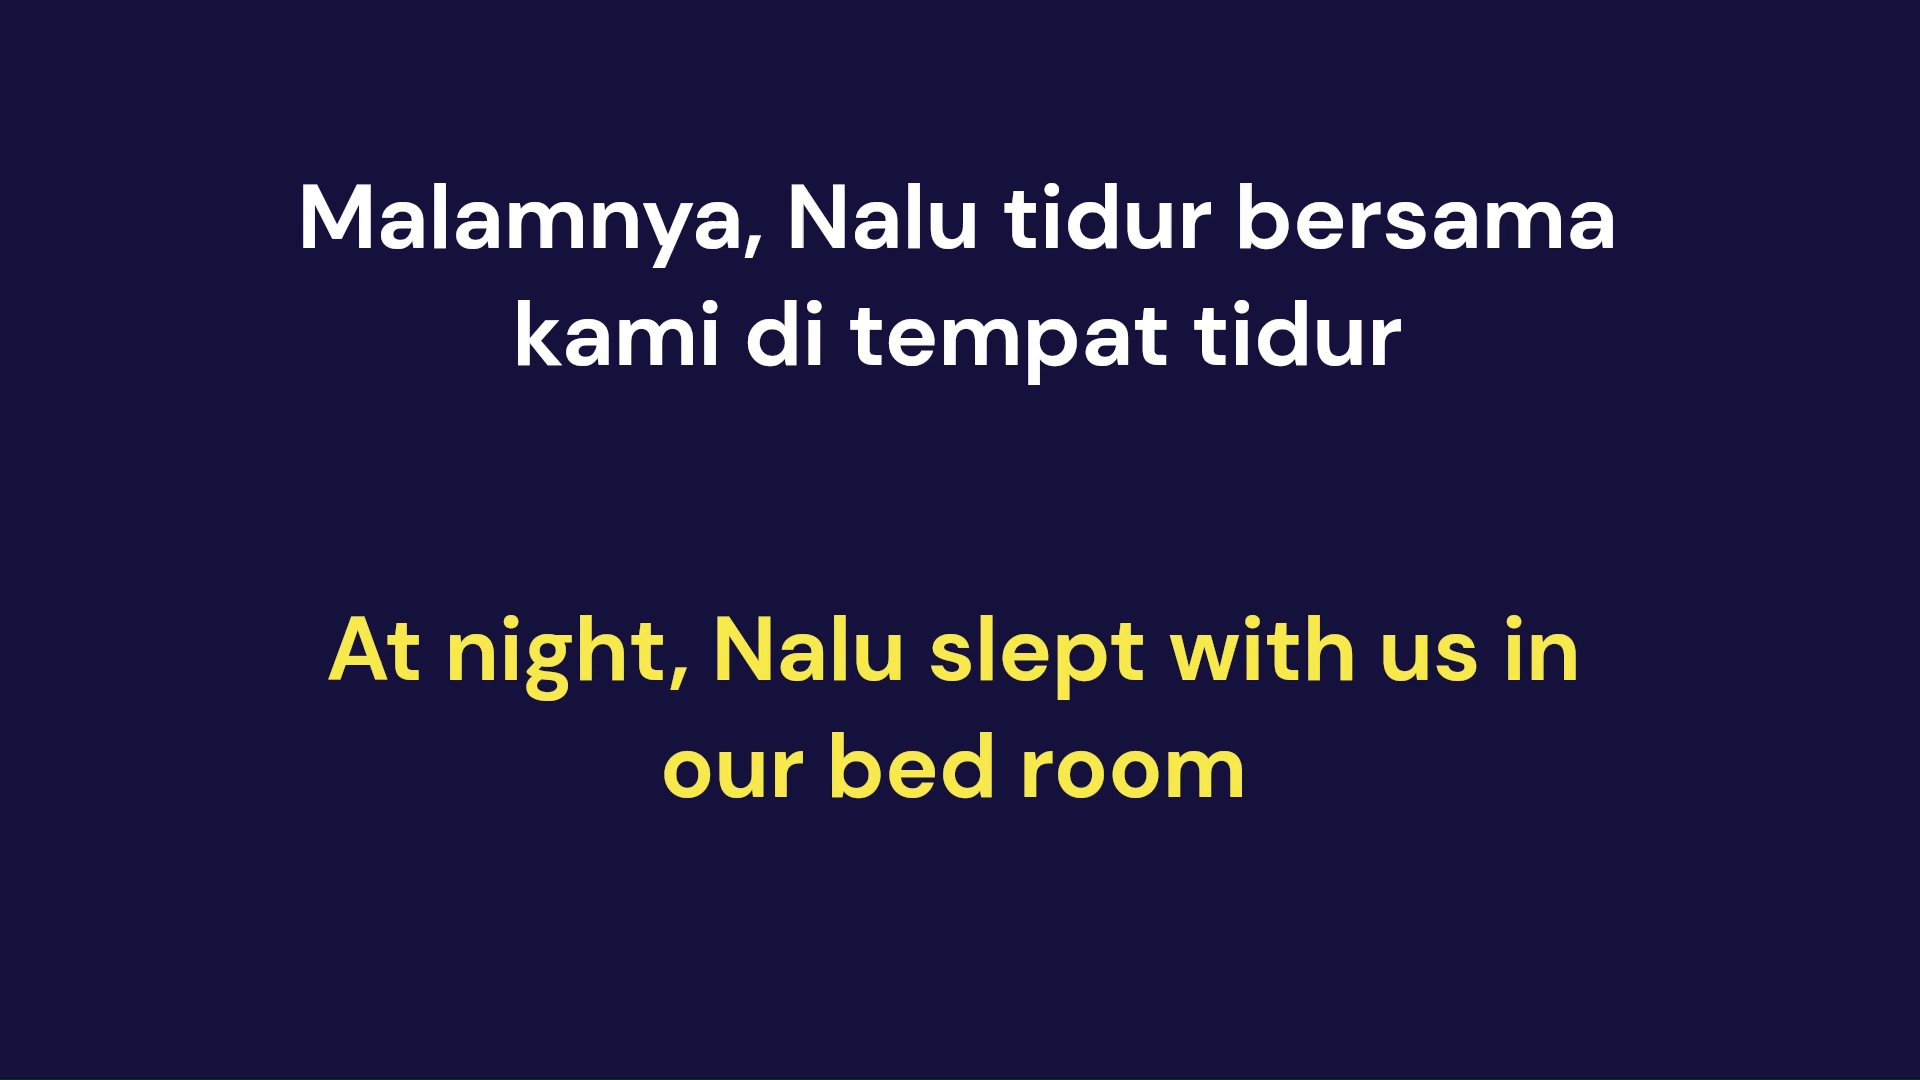 Malamnya, Nalu tidur bersama
kami di tempat tidur
At night, Nalu slept with us in
our bed room